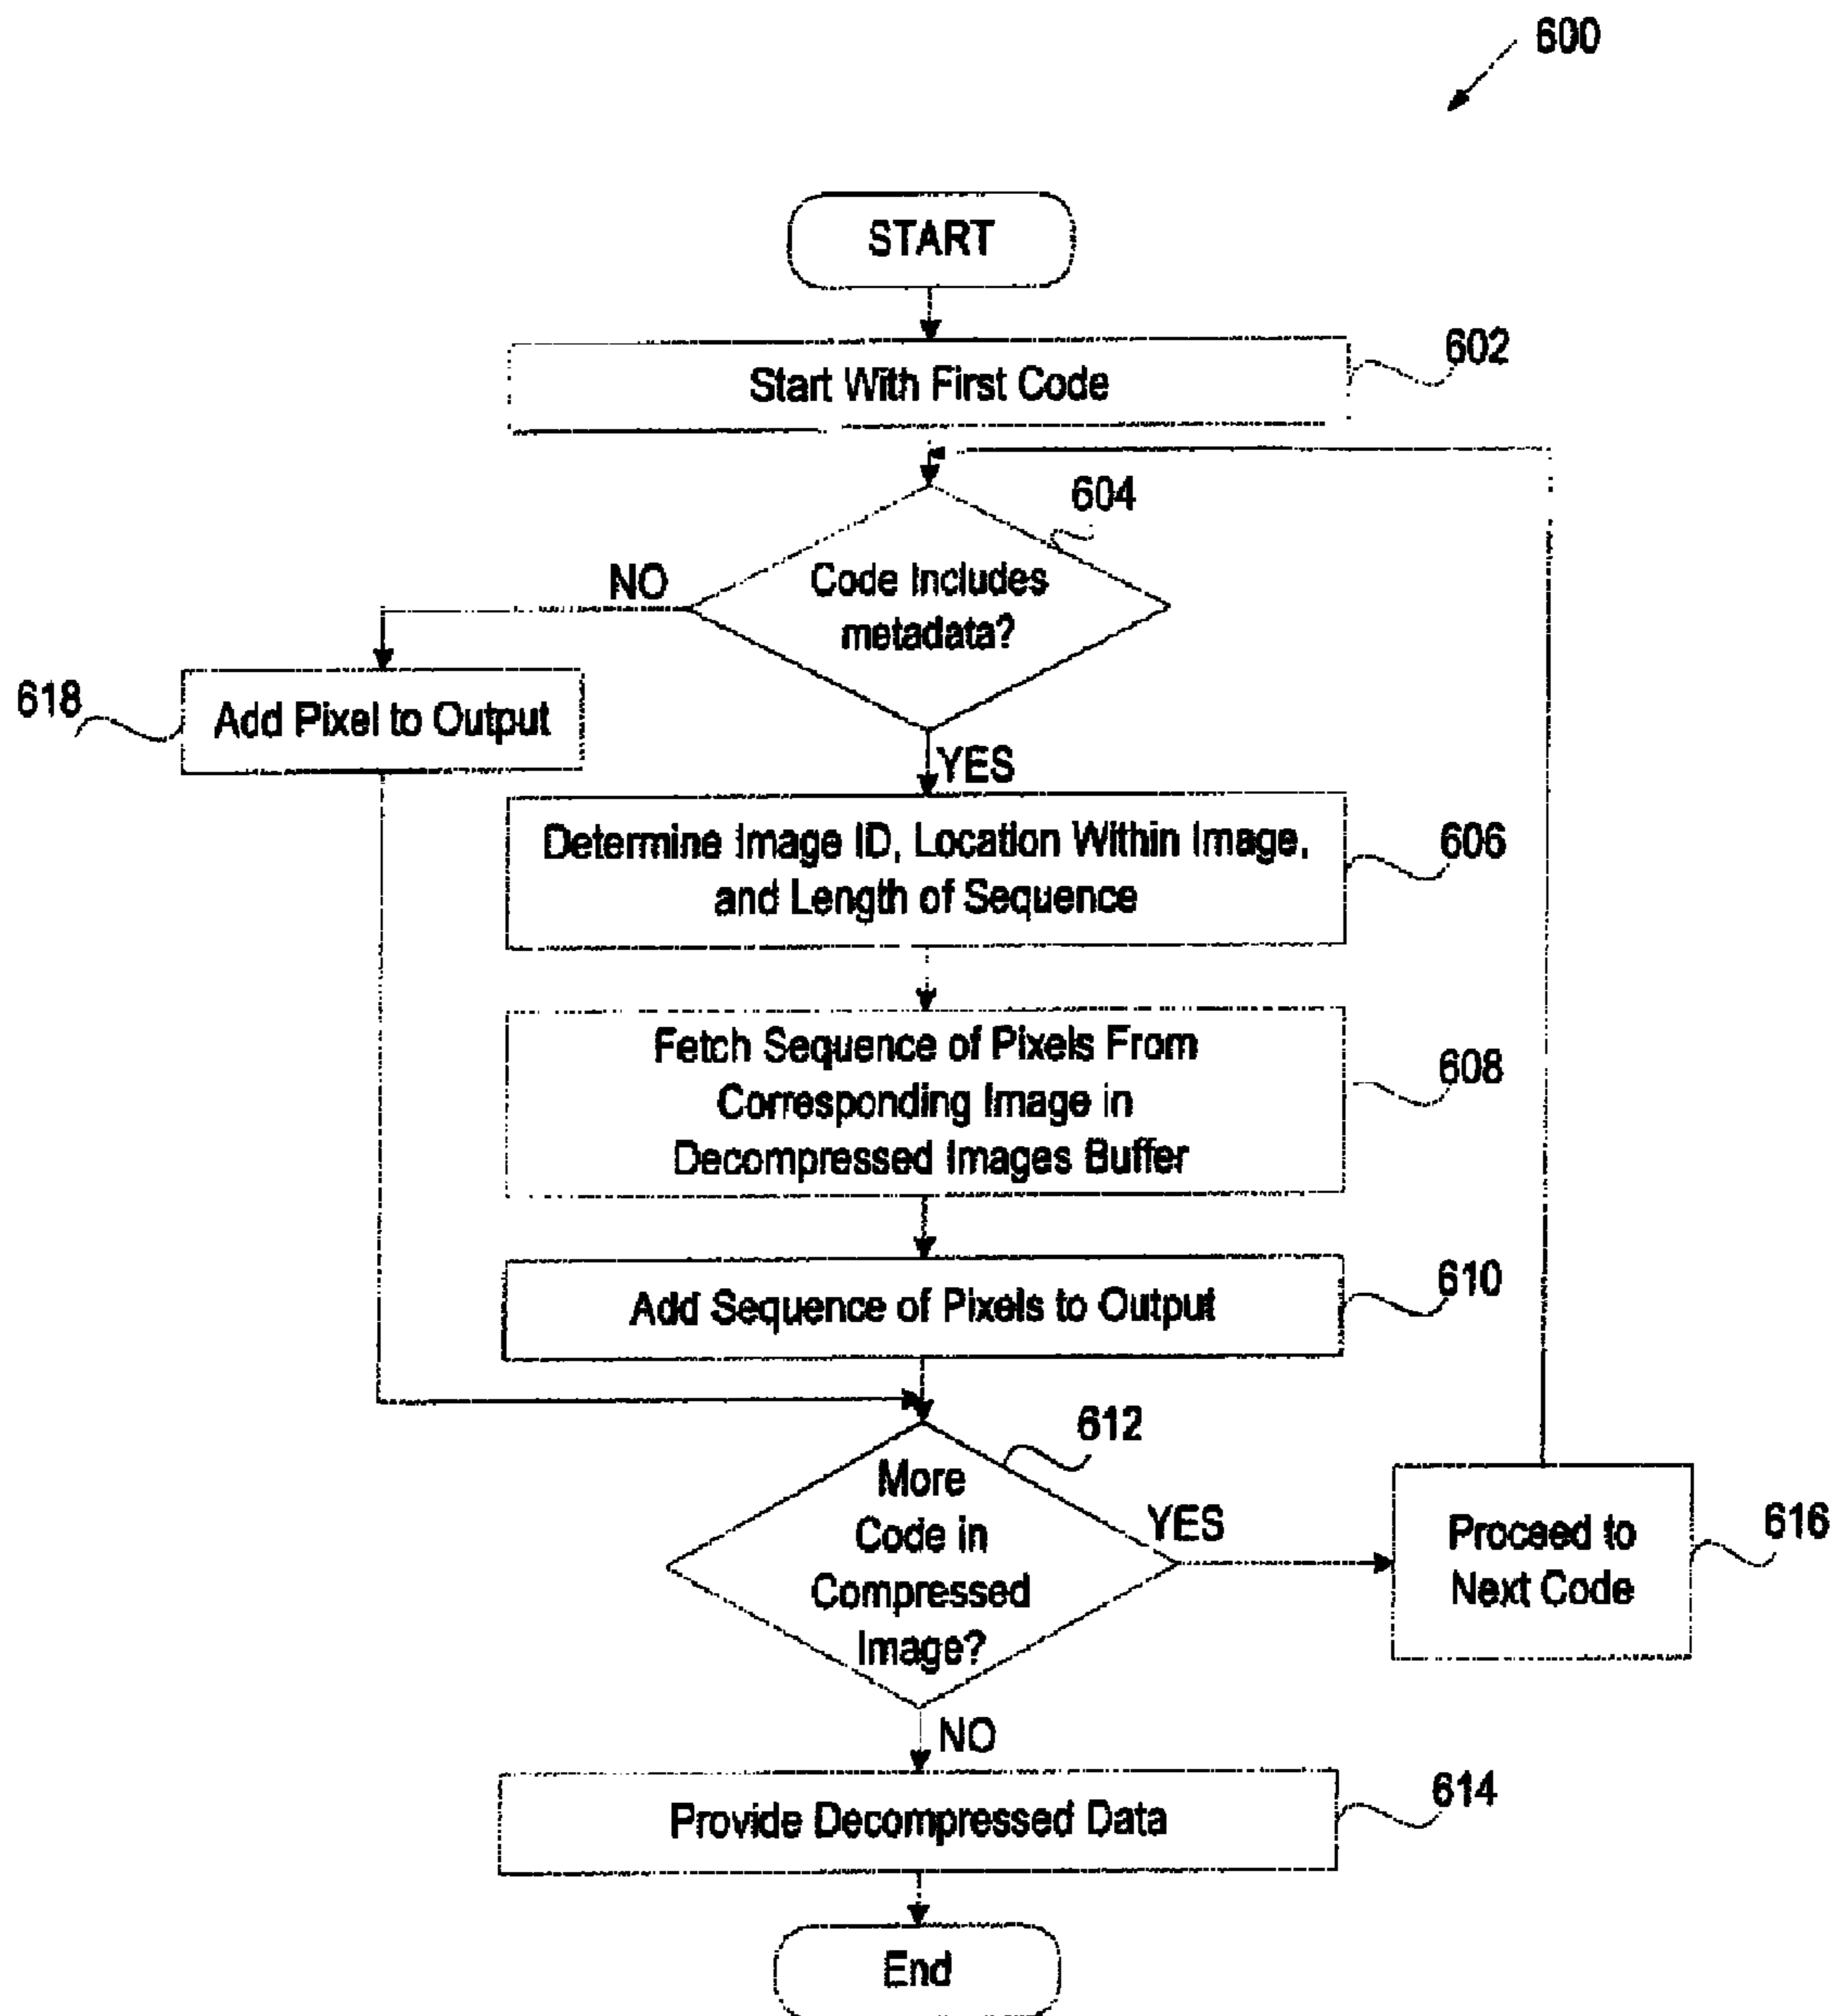 600
START
602
Start With First Code
604
Code Includes
metadata?
NO
618
Add Pixel to Output
YES
Determine Image ID, Location Within Image,
and Length of Sequence
606
Fetch Sequence of Pixels From
Corresponding Image in
Decompressed Images Buffer
608
Add Sequence of Pixels to Output
610
612
More
Code in
Compressed
Image?
YES
Proceed to
Next Code
616
NO
Provide Decompressed Data
614
End